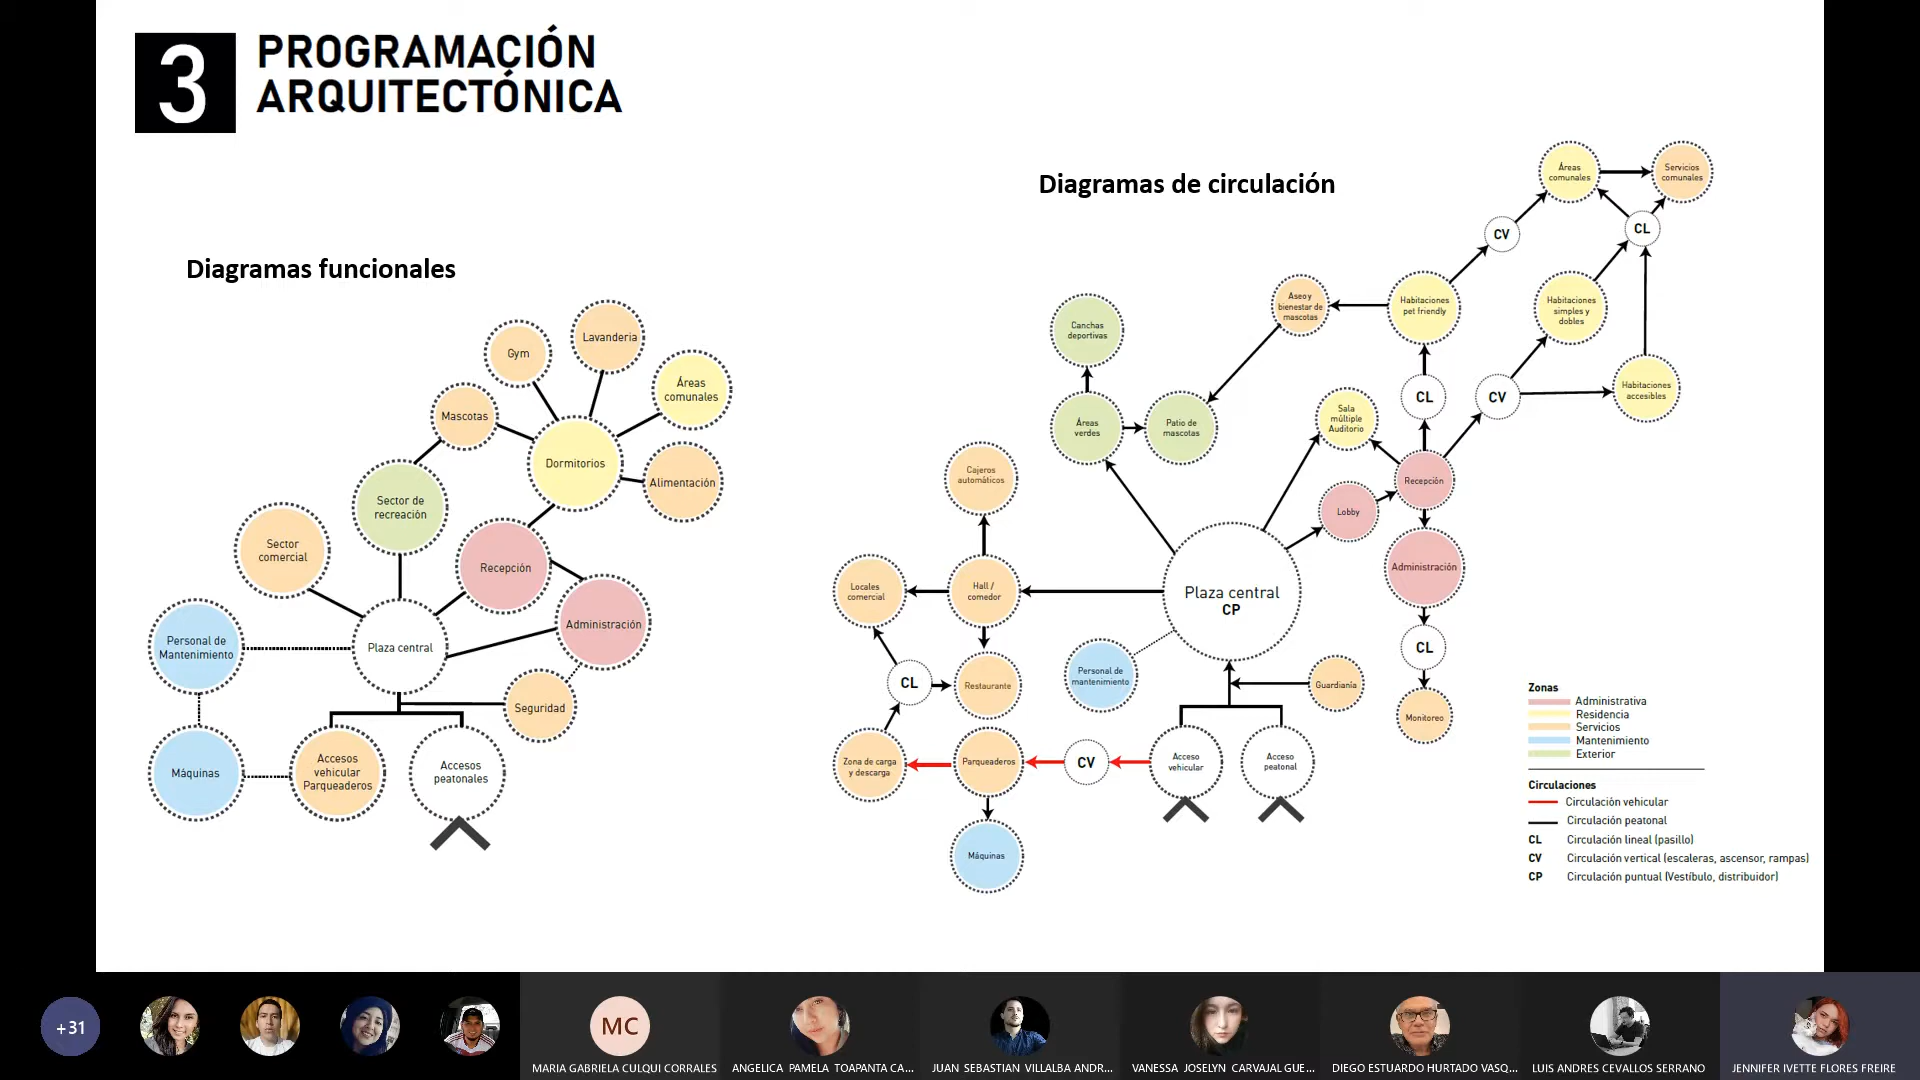 3
PROGRAMACIÓN
ARQUITECTÓNICA
Diagramas funcionales
Gym
Lavanderia
Áreas
comunales
Mascotas
Dormitorios
Alimentación
Sector de
recreación
Sector
comercial
Recepción
Administración
Personal de
Mantenimiento
Plaza central
Seguridad
Máquinas
Accesos
vehicular
Parqueaderos
Accesos
peatonales
Diagramas de circulación
Áreas
comunales
Servicios
comunales
CV
CL
Canchas
deportivas
Aseo y
bienestar de
mascotas
Habitaciones
pet friendly
Habitaciones
simples y
dobles
Áreas
verdes
Patio de
mascotas
Sala
múltiple
Auditorio
CL
CV
Habitaciones
accesibles
Cajeros
automáticos
Recepción
Lobby
Locales
comercial
Hall /
comedor
Plaza central
CP
Administración
CL
Personal de
mantenimiento
CL
Restaurante
Guardianía
Monitoreo
Zona de carga
y descarga
Parqueaderos
CV
Acceso
vehicular
Acceso
peatonal
Máquinas
Zonas
Administrativa
Residencia
Servicios
Mantenimiento
Exterior
Circulaciones
Circulación vehicular
Circulación peatonal
CL Circulación lineal (pasillo)
CV Circulación vertical (escaleras, ascensor, rampas)
CP Circulación puntual (Vestíbulo, distribuidor)
+31
MC
MARIA GABRIELA CULQUI CORRALES
ANGELICA PAMELA TOAPANTA CA...
JUAN SEBASTIAN VILLALBA ANDR...
VANESSA JOSELYN CARVAJAL GUE...
DIEGO ESTUARDO HURTADO VASQ...
LUIS ANDRES CEVALLOS SERRANO
JENNIFER IVETTE FLORES FREIRE